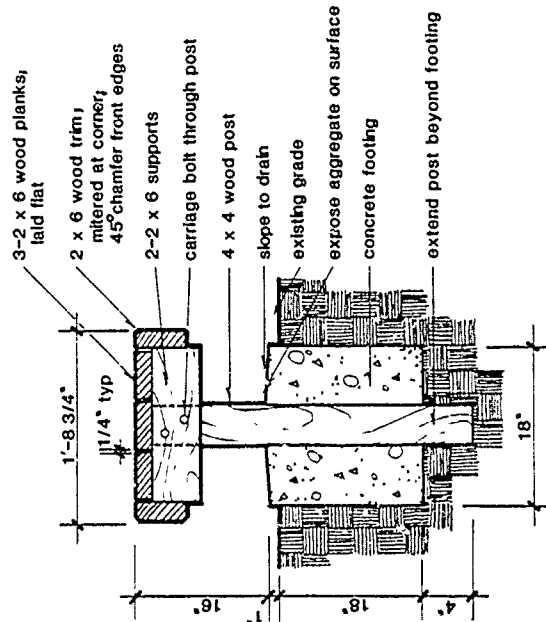 3-2 x 6 wood planks;
laid flat
2 x 6 wood trim;
mitered at corner;
45° chamfer front edges
2-2 x 6 supports
carriage bolt through post
4 x 4 wood post
slope to drain
existing grade
expose aggregate on surface
concrete footing
extend post beyond footing
1'-8 3/4"
1/4" typ
16"
1"
18"
4"
18"